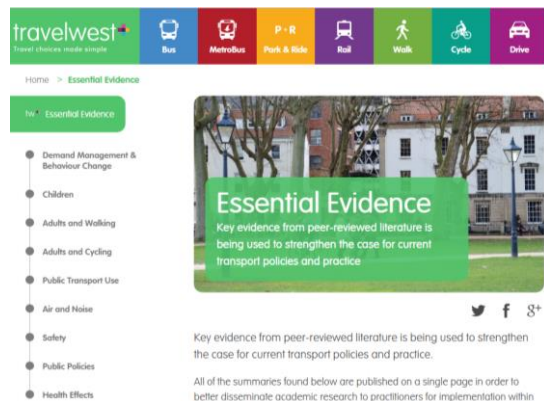 travelwest+
Travel choices made simple
Bus
MetroBus
P+R
Park & Ride
Rail
Walk
Cycle
Drive
Home > Essential Evidence
tw+ Essential Evidence
Demand Management &
Behaviour Change
Children
Adults and Walking
Adults and Cycling
Public Transport Use
Air and Noise
Safety
Public Policies
Health Effects
Essential Evidence
Key evidence from peer-reviewed literature is
being used to strengthen the case for current
transport policies and practice
Key evidence from peer-reviewed literature is being used to strengthen
the case for current transport policies and practice.
All of the summaries found below are published on a single page in order to
better disseminate academic research to practitioners for implementation within